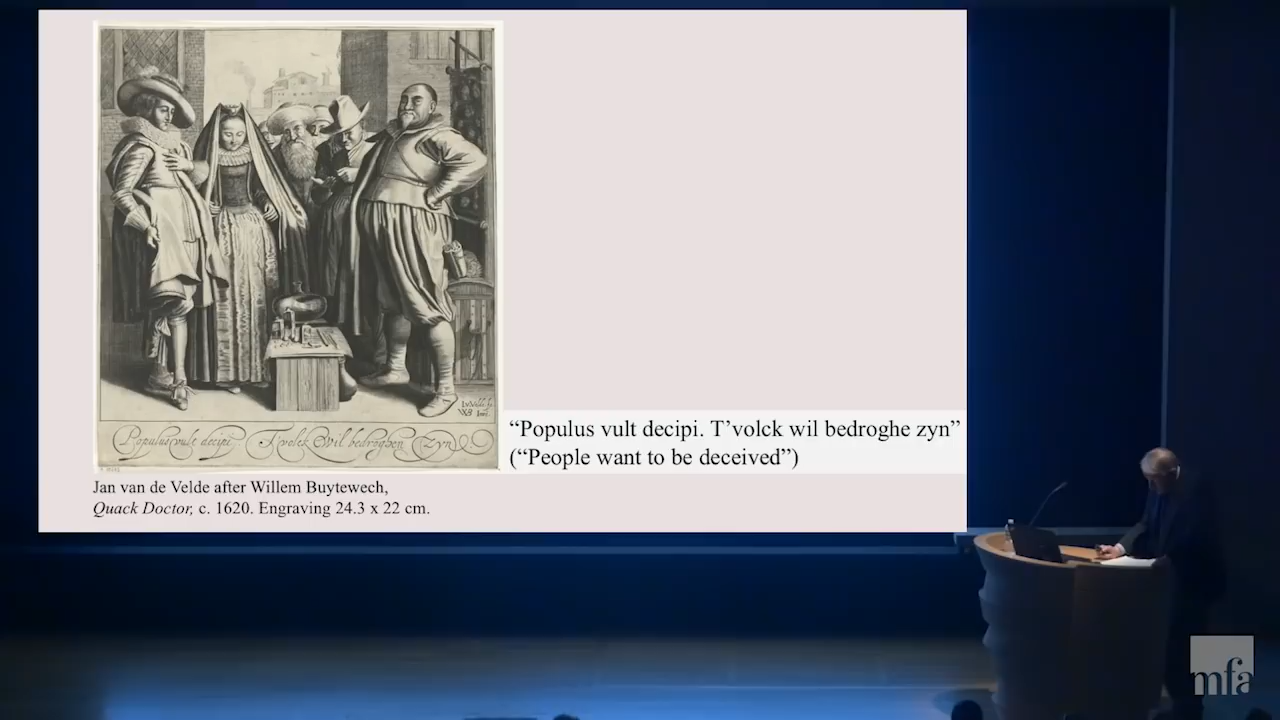 Populus vult decipi. T'volck wil bedroghen zyn
“Populus vult decipi. T’volck wil bedroghe zyn”
(“People want to be deceived”)
Jan van de Velde after Willem Buytewech,
Quack Doctor, c. 1620. Engraving 24.3 x 22 cm.
mfa